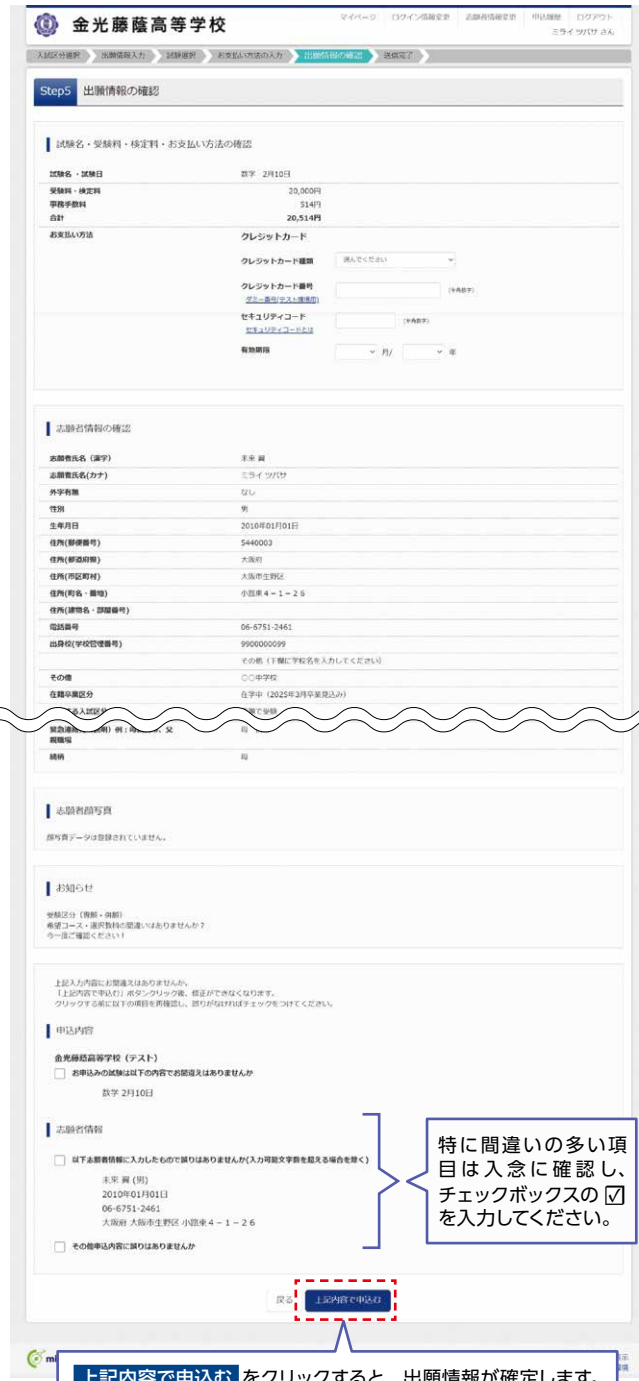 金光藤蔭高等学校
マイページ ログイン情報変更 志願者情報変更 申込履歴 ログアウト
ミライ ツバサ さん
入試区分選択 出願情報入力 試験選択 お支払い方法の入力 出願情報の確認 送信完了
Step5 出願情報の確認
試験名・受験料・検定料・お支払い方法の確認
試験名・試験日 数学 2月10日
受験料・検定料 20,000円
事務手数料 514円
合計 20,514円
お支払い方法 クレジットカード
クレジットカード種類 選んでください
クレジットカード番号 (半角数字)
ダミー番号(テスト環境用)
セキュリティコード (半角数字)
セキュリティコードとは
有効期限 月/ 年
志願者情報の確認
志願者氏名（漢字） 未来 翼
志願者氏名(カナ) ミライ ツバサ
外字有無 なし
性別 男
生年月日 2010年01月01日
住所(郵便番号) 5440003
住所(都道府県) 大阪府
住所(市区町村) 大阪市生野区
住所(町名・番地) 小路東４－１－２６
住所(建物名・部屋番号)
電話番号 06-6751-2461
出身校(学校管理番号) 9900000099
その他（下欄に学校名を入力してください）
その他 ○○中学校
在籍卒業区分 在学中（2025年3月卒業見込み）
る入試区分
例：母 父
親職場
続柄 母
志願者顔写真
顔写真データは登録されていません。
お知らせ
受験区分（専願・併願）
希望コース・選択教科の間違いはありませんか？
今一度ご確認ください！
上記入力内容にお間違えはありませんか。
「上記内容で申込む」ボタンクリック後、修正ができなくなります。
クリックする前に以下の項目を再確認し、誤りがなければチェックをつけてください。
申込内容
金光藤蔭高等学校（テスト）
お申込みの試験は以下の内容でお間違えはありませんか
数学 2月10日
志願者情報
以下志願者情報に入力したもので誤りはありませんか(入力可能文字数を超える場合を除く)
未来 翼 (男)
2010年01月01日
06-6751-2461
大阪府 大阪市生野区 小路東４－１－２６
その他申込内容に誤りはありませんか
特に間違いの多い項
目は入念に確認し、
チェックボックスの☑
を入力してください。
戻る 上記内容で申込む
上記内容で申込む をクリックすると、出願情報が確定します。